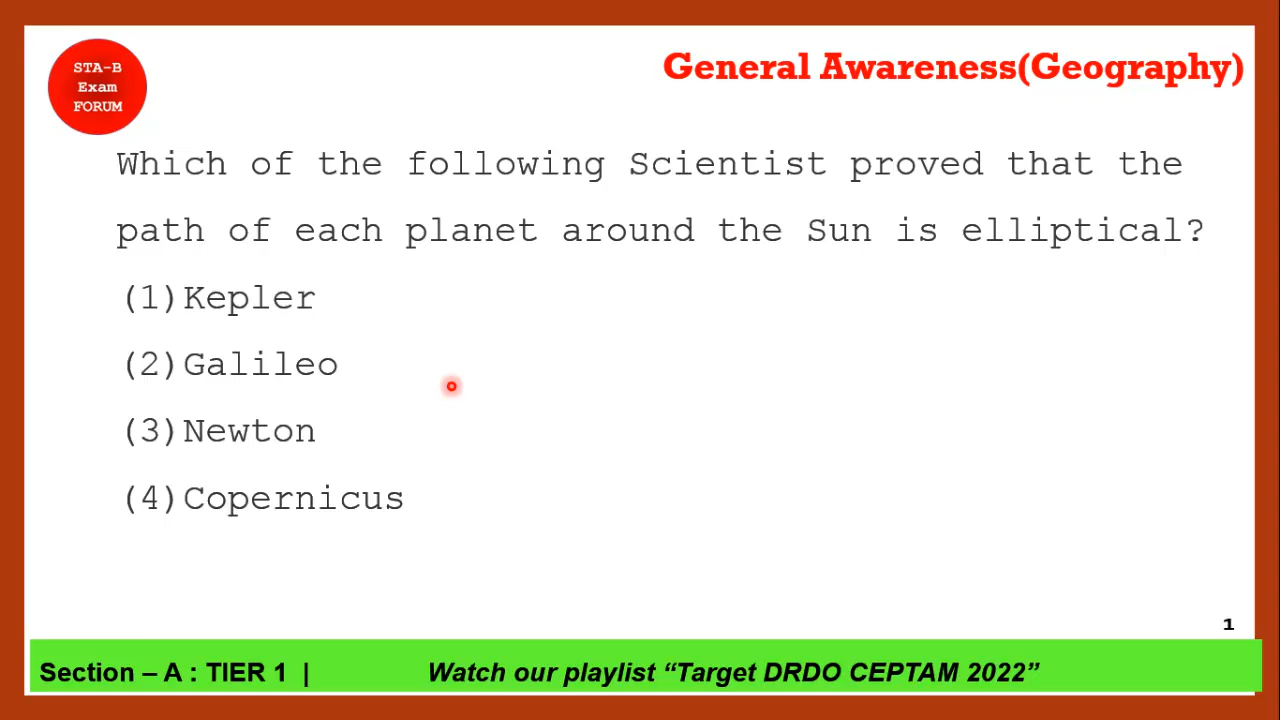 STA-B
Exam
FORUM
General Awareness(Geography)
Which of the following Scientist proved that the
path of each planet around the Sun is elliptical?
(1)Kepler
(2)Galileo
(3)Newton
(4)Copernicus
1
Section – A : TIER 1 | Watch our playlist “Target DRDO CEPTAM 2022”